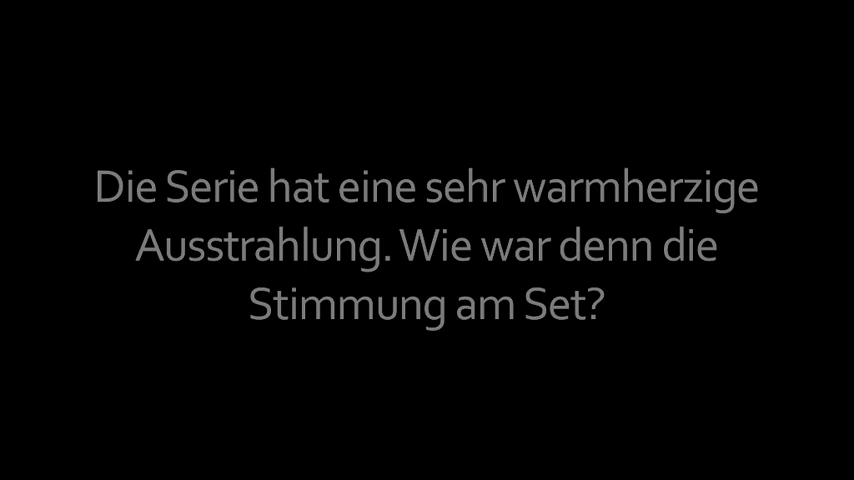 Die Serie hat eine sehr warmherzige
Ausstrahlung. Wie war denn die
Stimmung am Set?